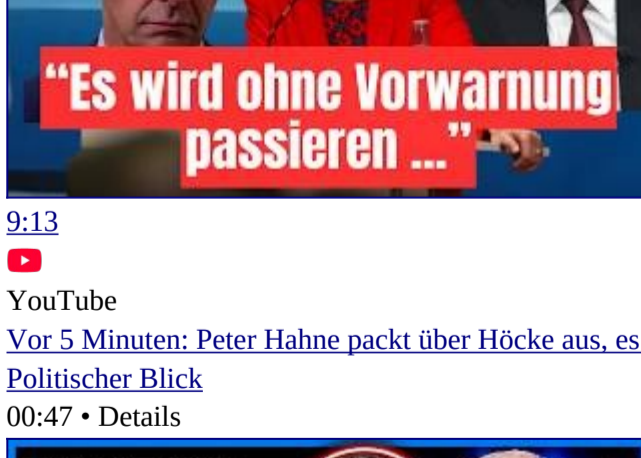 “Es wird ohne Vorwarnung
passieren ...”
9:13
YouTube
Vor 5 Minuten: Peter Hahne packt über Höcke aus, es
Politischer Blick
00:47 • Details